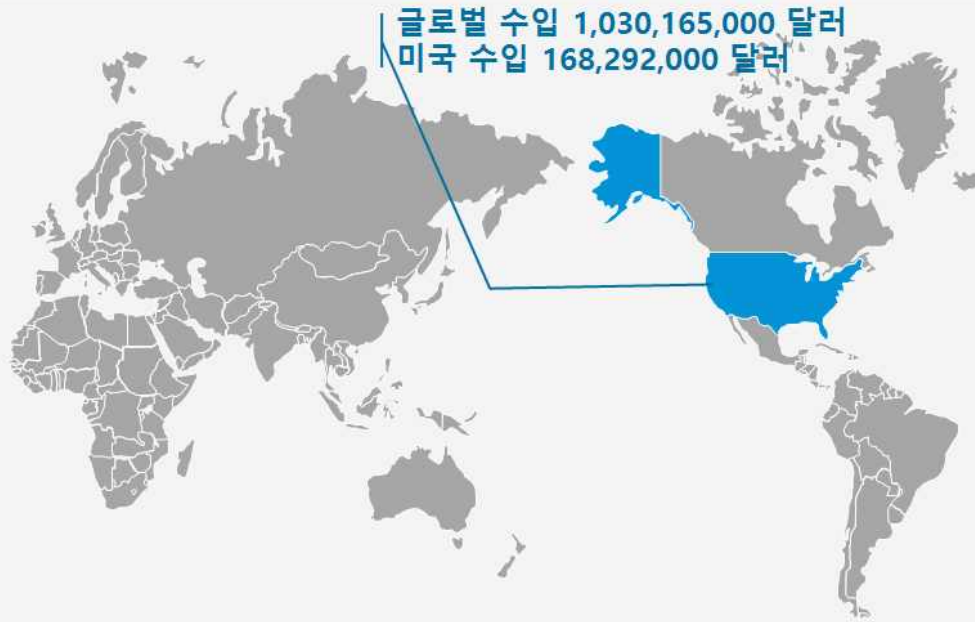 글로벌 수입 1,030,165,000 달러
미국 수입 168,292,000 달러